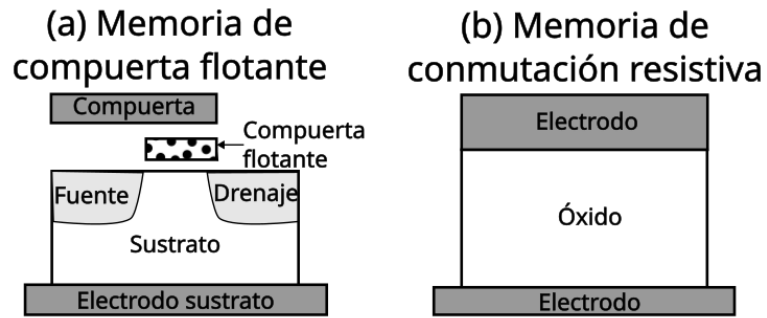 (a) Memoria de
compuerta flotante
Compuerta
Compuerta
flotante
Fuente
Drenaje
Sustrato
Electrodo sustrato
(b) Memoria de
conmutación resistiva
Electrodo
Óxido
Electrodo